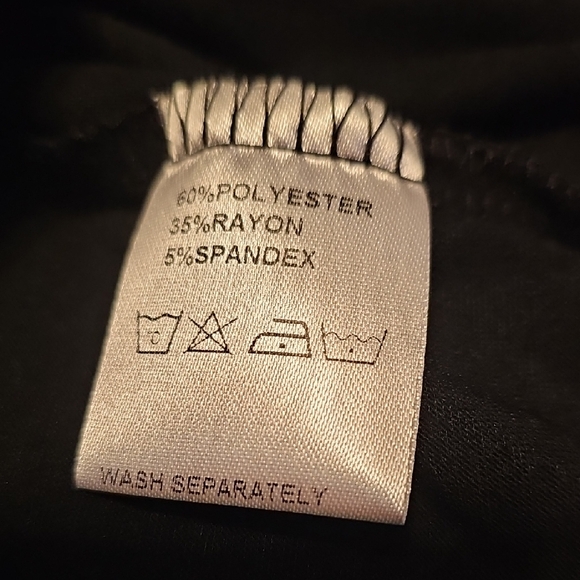 60%POLYESTER
35%RAYON
5%SPANDEX
WASH SEPARATELY